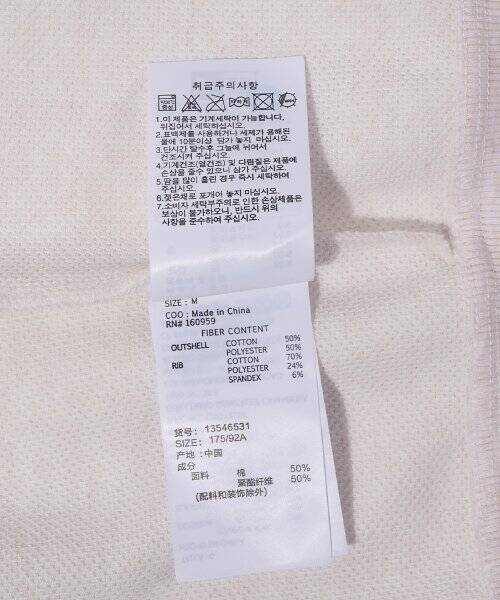 취급주의사항
1.이 제품은 기계세탁이 가능합니다.
뒤집어서 세탁하십시오.
2.표백제를 사용하거나 세제가 용해된
물에 10분이상 담가 놓지 마십시오.
3.단시간 탈수후 그늘에 뉘어서
건조시켜 주십시오.
4.기계건조(열건조) 및 다림질은 제품에
손상을 줄수 있으니 삼가 주십시오.
5.땀을 많이 흘린 경우 즉시 세탁하여
주십시오.
6.젖은채로 포개어 놓지 마십시오.
7.소비자 세탁부주의로 인한 손상제품은
보상이 불가하오니, 반드시 위의
사항을 준수하여 주십시오.
SIZE: M
COO: Made in China
RN# 160959
FIBER CONTENT
OUTSHELL COTTON 50%
POLYESTER 50%
RIB COTTON 70%
POLYESTER 24%
SPANDEX 6%
货号: 13546531
SIZE: 175/92A
产地: 中国
成分
面料 棉 50%
聚酯纤维 50%
(配料和装饰除外)